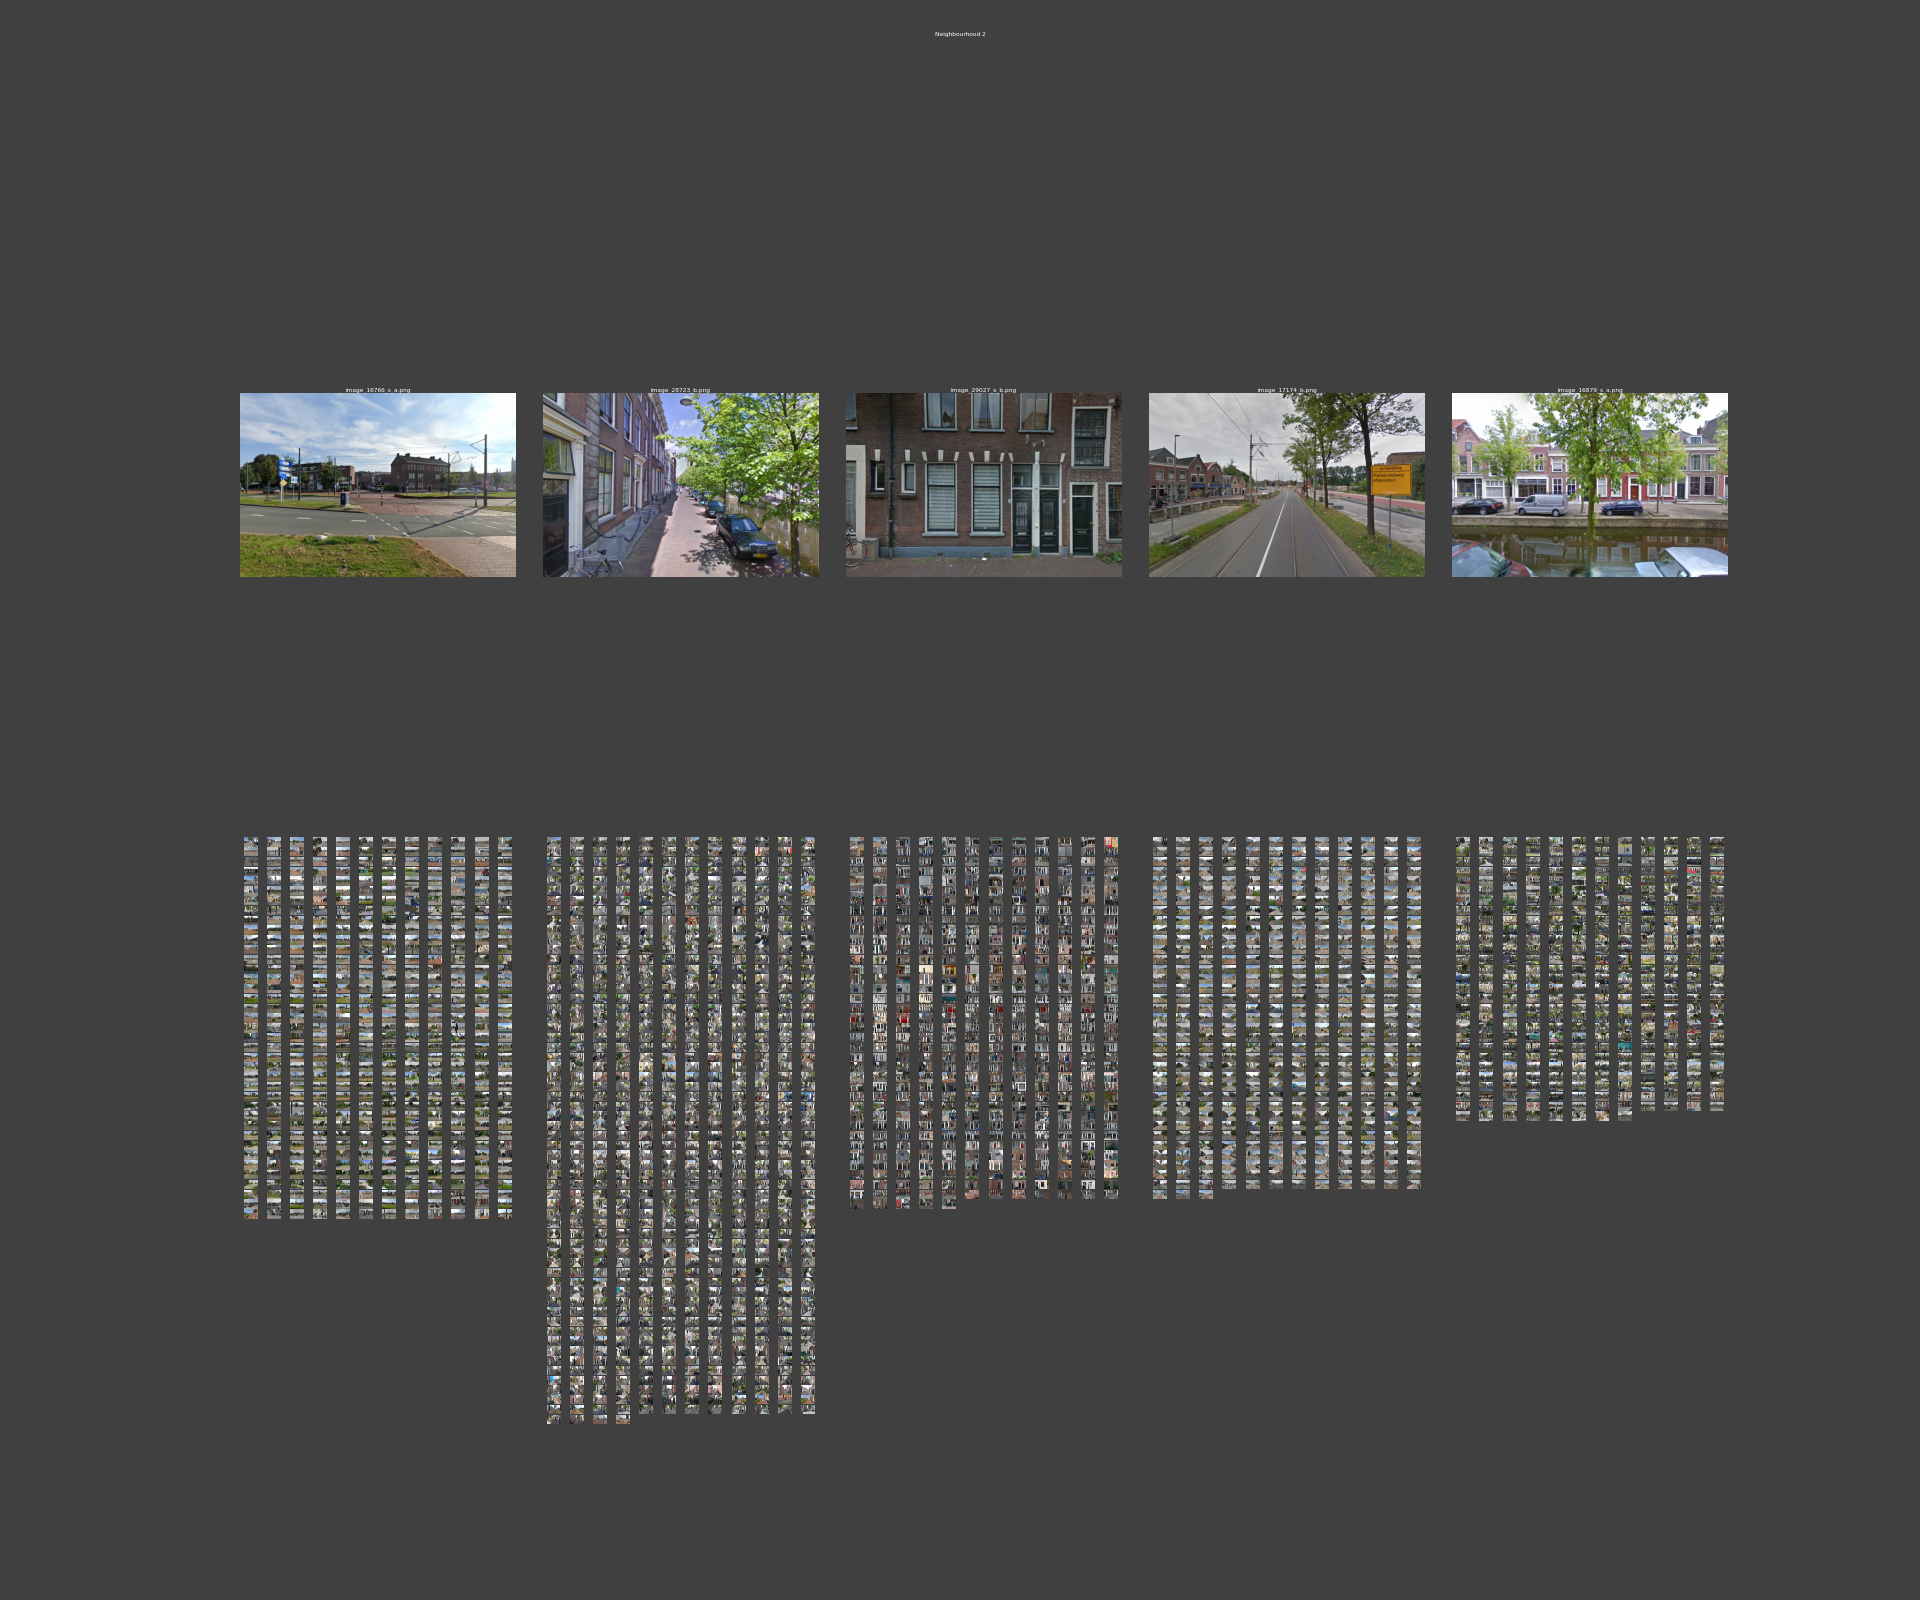 Neighbourhood 2
image_16766_s_a.png
image_28723_b.png
image_29027_s_b.png
image_17174_b.png
image_16879_s_a.png